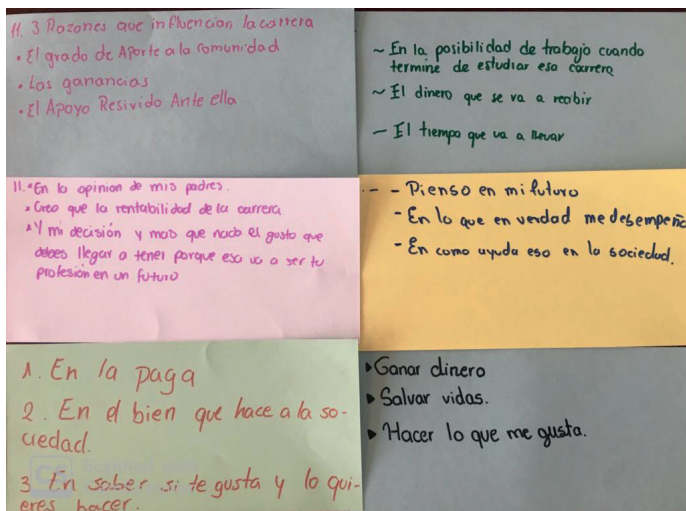 11. 3 Razones que influencian la carrera
• El grado de Aporte a la comunidad
• Las ganancias
• El Apoyo Resivido Ante ella
~ En la posibilidad de trabajo cuando
termine de estudiar esa carrera
~ El dinero que se va a recibir
- El tiempo que va a llevar
11. • En la opinion de mis padres.
• Creo que la rentabilidad de la carrera
• Y mi decisión y mas que nada el gusto que
debes llegar a tener porque esa va a ser tu
profesión en un futuro
- - Pienso en mi futuro
- En lo que en verdad me desempeño
- En como ayuda eso en la sociedad.
1. En la paga
2. En el bien que hace a la so-
ciedad.
3 En saber si te gusta y lo qui-
eres hacer.
▸ Ganar dinero
▸ Salvar vidas.
▸ Hacer lo que me gusta.
CS Scanned with